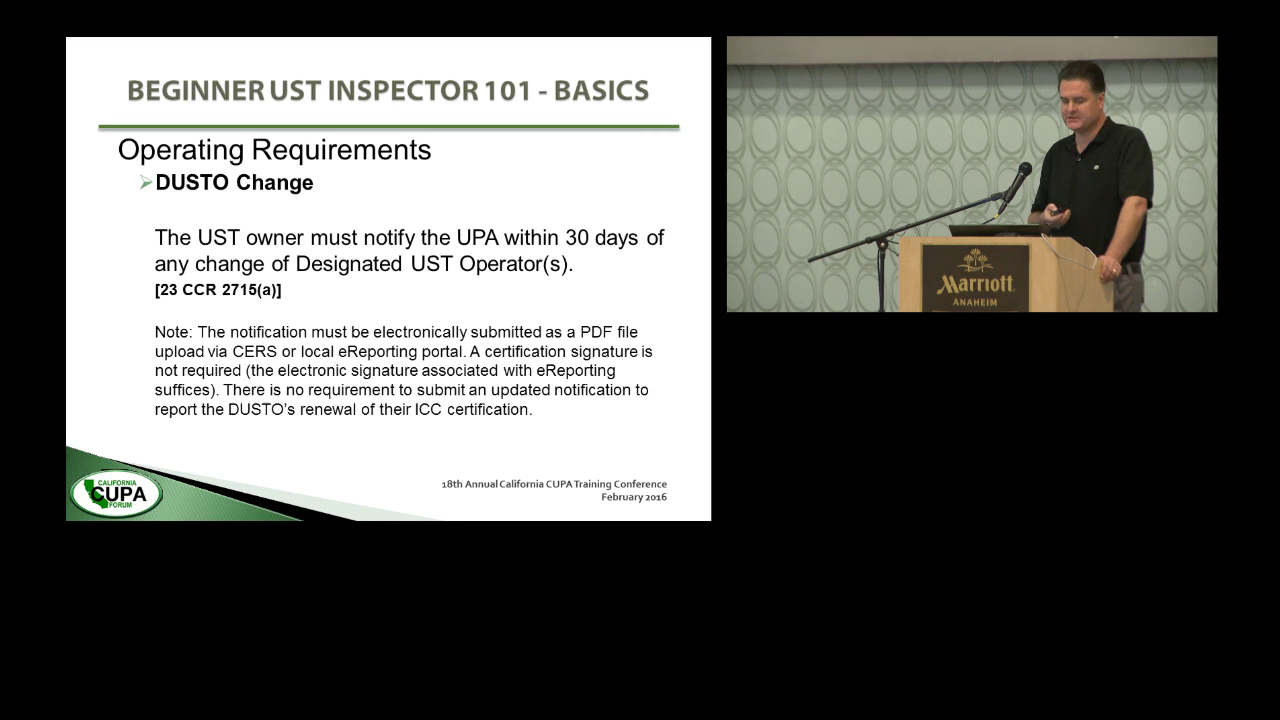 BEGINNER UST INSPECTOR 101 - BASICS
Operating Requirements
DUSTO Change
The UST owner must notify the UPA within 30 days of
any change of Designated UST Operator(s).
[23 CCR 2715(a)]
Note: The notification must be electronically submitted as a PDF file
upload via CERS or local eReporting portal. A certification signature is
not required (the electronic signature associated with eReporting
suffices). There is no requirement to submit an updated notification to
report the DUSTO's renewal of their ICC certification.
CALIFORNIA
CUPA
FORUM
18th Annual California CUPA Training Conference
February 2016
Marriott
ANAHEIM